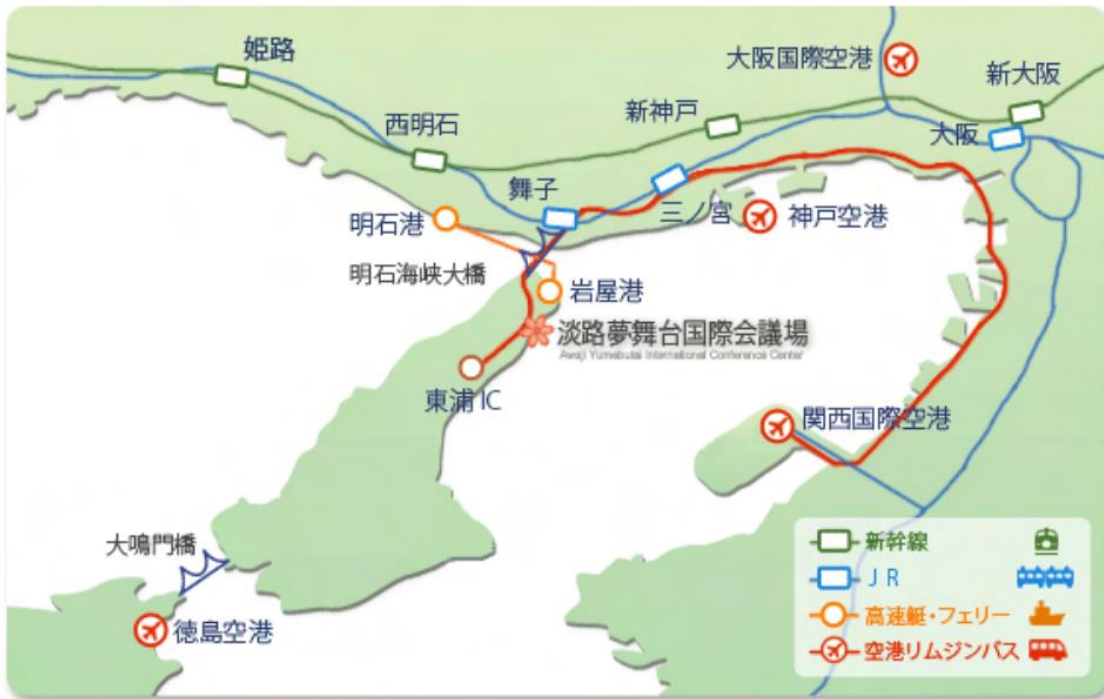 姫路
大阪国際空港
新大阪
西明石
新神戸
大阪
舞子
三ノ宮
神戸空港
明石港
明石海峡大橋
岩屋港
淡路夢舞台国際会議場
Awaji Yumebutai International Conference Center
東浦IC
関西国際空港
大鳴門橋
徳島空港
新幹線
JR
高速艇・フェリー
空港リムジンバス